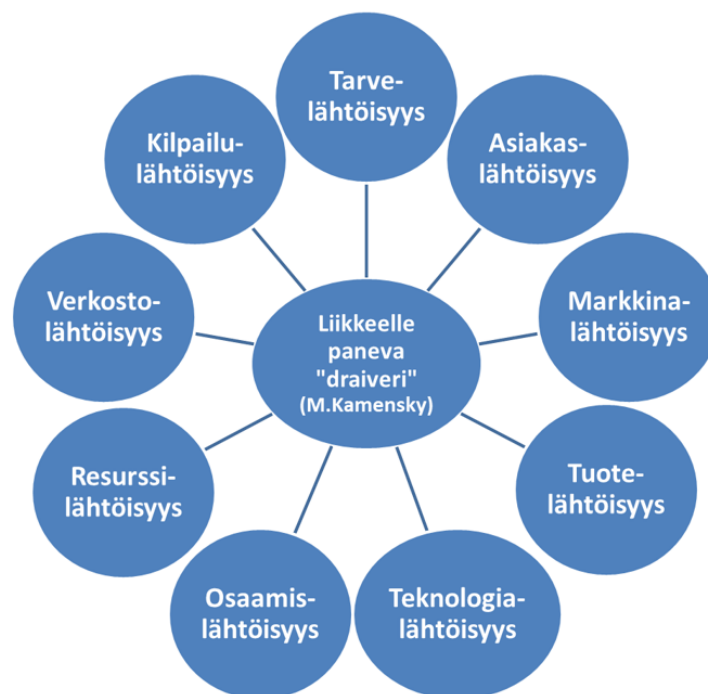 Tarve-
lähtöisyys
Asiakas-
lähtöisyys
Markkina-
lähtöisyys
Tuote-
lähtöisyys
Teknologia-
lähtöisyys
Osaamis-
lähtöisyys
Resurssi-
lähtöisyys
Verkosto-
lähtöisyys
Kilpailu-
lähtöisyys
Liikkeelle
paneva
"draiveri"
(M.Kamensky)